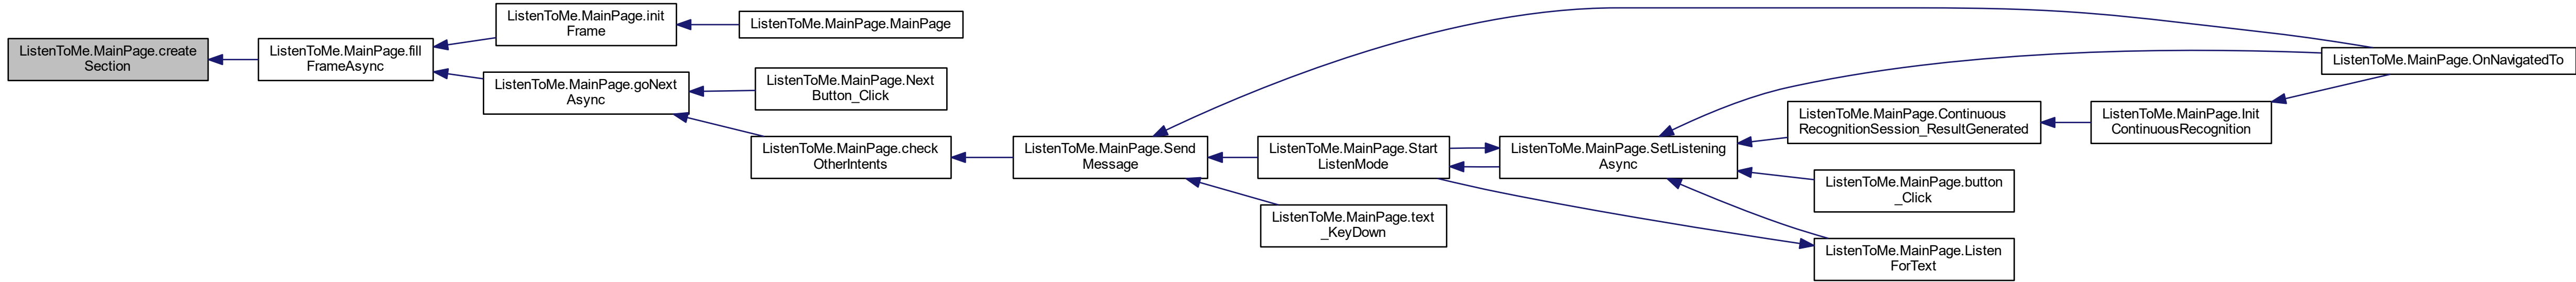 ListenToMe.MainPage.create
Section
ListenToMe.MainPage.fill
FrameAsync
ListenToMe.MainPage.init
Frame
ListenToMe.MainPage.MainPage
ListenToMe.MainPage.goNext
Async
ListenToMe.MainPage.Next
Button_Click
ListenToMe.MainPage.check
OtherIntents
ListenToMe.MainPage.Send
Message
ListenToMe.MainPage.Start
ListenMode
ListenToMe.MainPage.text
_KeyDown
ListenToMe.MainPage.SetListening
Async
ListenToMe.MainPage.Continuous
RecognitionSession_ResultGenerated
ListenToMe.MainPage.button
_Click
ListenToMe.MainPage.Listen
ForText
ListenToMe.MainPage.Init
ContinuousRecognition
ListenToMe.MainPage.OnNavigatedTo